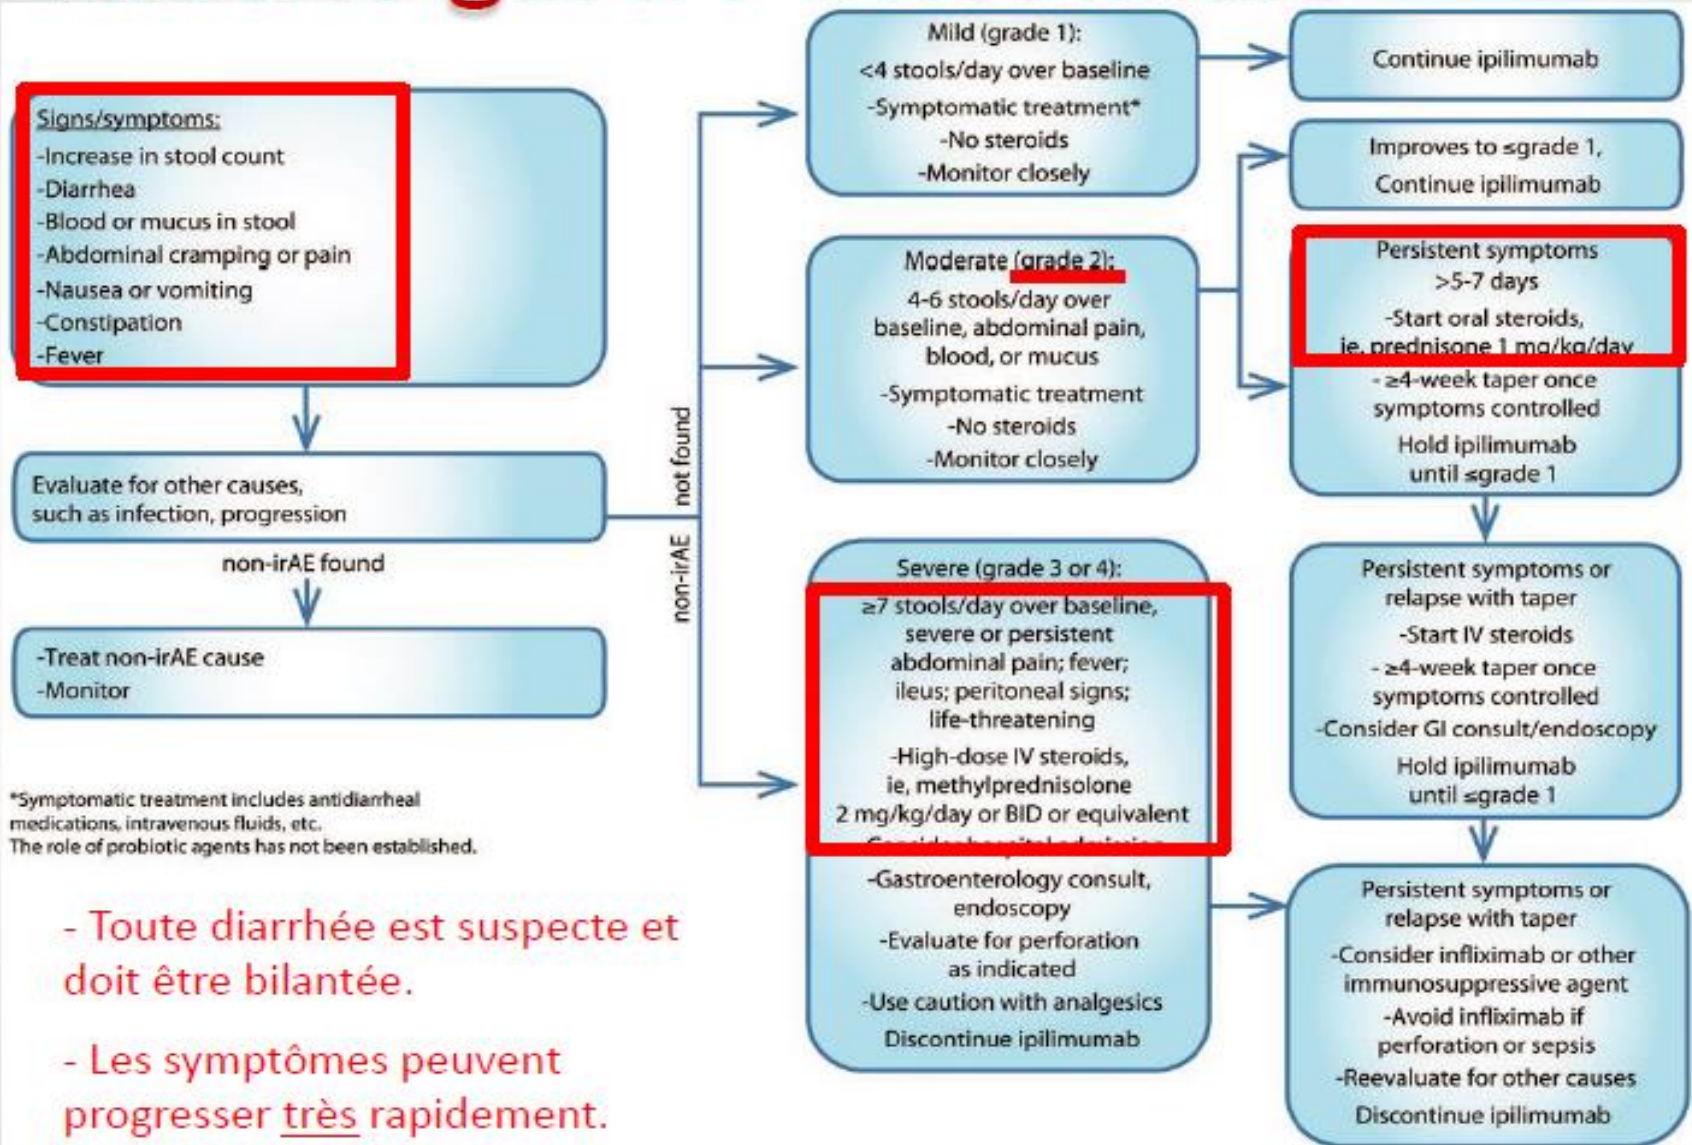 Signs/symptoms:
-Increase in stool count
-Diarrhea
-Blood or mucus in stool
-Abdominal cramping or pain
-Nausea or vomiting
-Constipation
-Fever
Evaluate for other causes,
such as infection, progression
non-irAE found
-Treat non-irAE cause
-Monitor
*Symptomatic treatment includes antidiarrheal
medications, intravenous fluids, etc.
The role of probiotic agents has not been established.
- Toute diarrhée est suspecte et
doit être bilantée.
- Les symptômes peuvent
progresser très rapidement.
non-irAE not found
Mild (grade 1):
<4 stools/day over baseline
-Symptomatic treatment*
-No steroids
-Monitor closely
Moderate (grade 2):
4-6 stools/day over
baseline, abdominal pain,
blood, or mucus
-Symptomatic treatment
-No steroids
-Monitor closely
Severe (grade 3 or 4):
≥7 stools/day over baseline,
severe or persistent
abdominal pain; fever;
ileus; peritoneal signs;
life-threatening
-High-dose IV steroids,
ie, methylprednisolone
2 mg/kg/day or BID or equivalent
-Consider hospital admission
-Gastroenterology consult,
endoscopy
-Evaluate for perforation
as indicated
-Use caution with analgesics
Discontinue ipilimumab
Continue ipilimumab
Improves to ≤grade 1,
Continue ipilimumab
Persistent symptoms
>5-7 days
-Start oral steroids,
ie, prednisone 1 mg/kg/day
- ≥4-week taper once
symptoms controlled
Hold ipilimumab
until ≤grade 1
Persistent symptoms or
relapse with taper
-Start IV steroids
- ≥4-week taper once
symptoms controlled
-Consider GI consult/endoscopy
Hold ipilimumab
until ≤grade 1
Persistent symptoms or
relapse with taper
-Consider infliximab or other
immunosuppressive agent
-Avoid infliximab if
perforation or sepsis
-Reevaluate for other causes
Discontinue ipilimumab